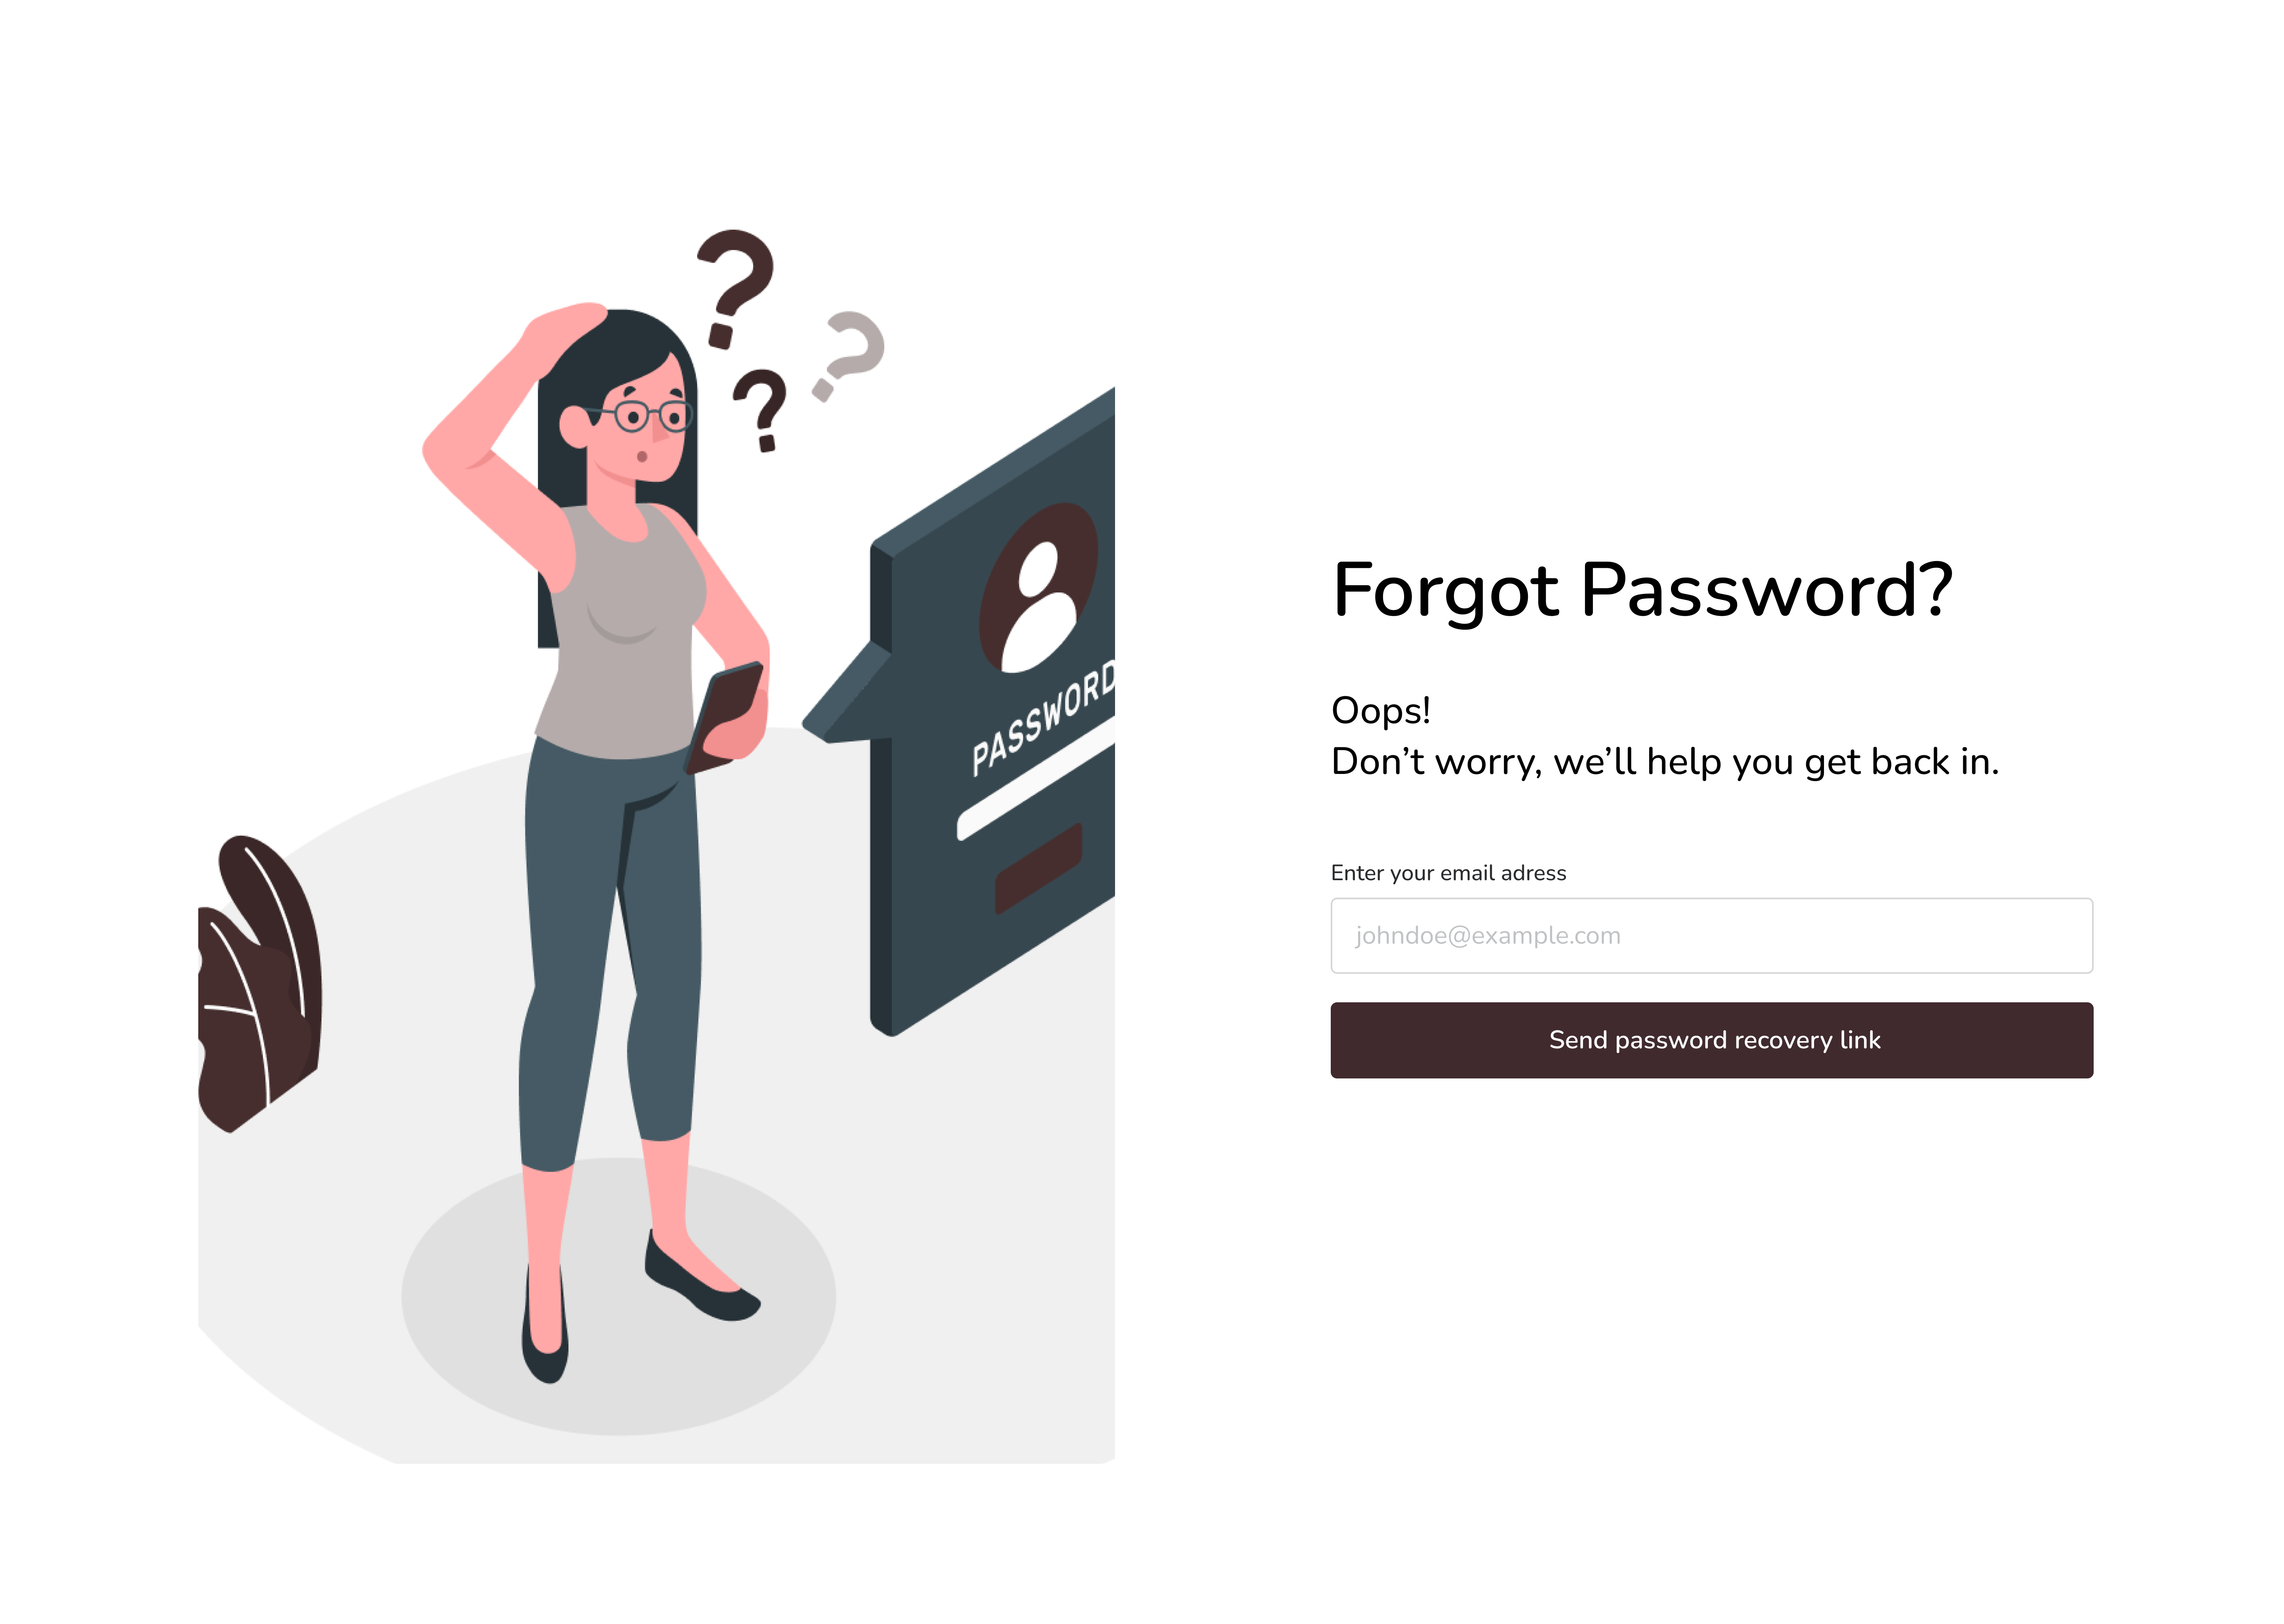 ? ? ?
PASSWORD
Forgot Password?
Oops!
Don’t worry, we’ll help you get back in.
Enter your email adress
johndoe@example.com
Send password recovery link